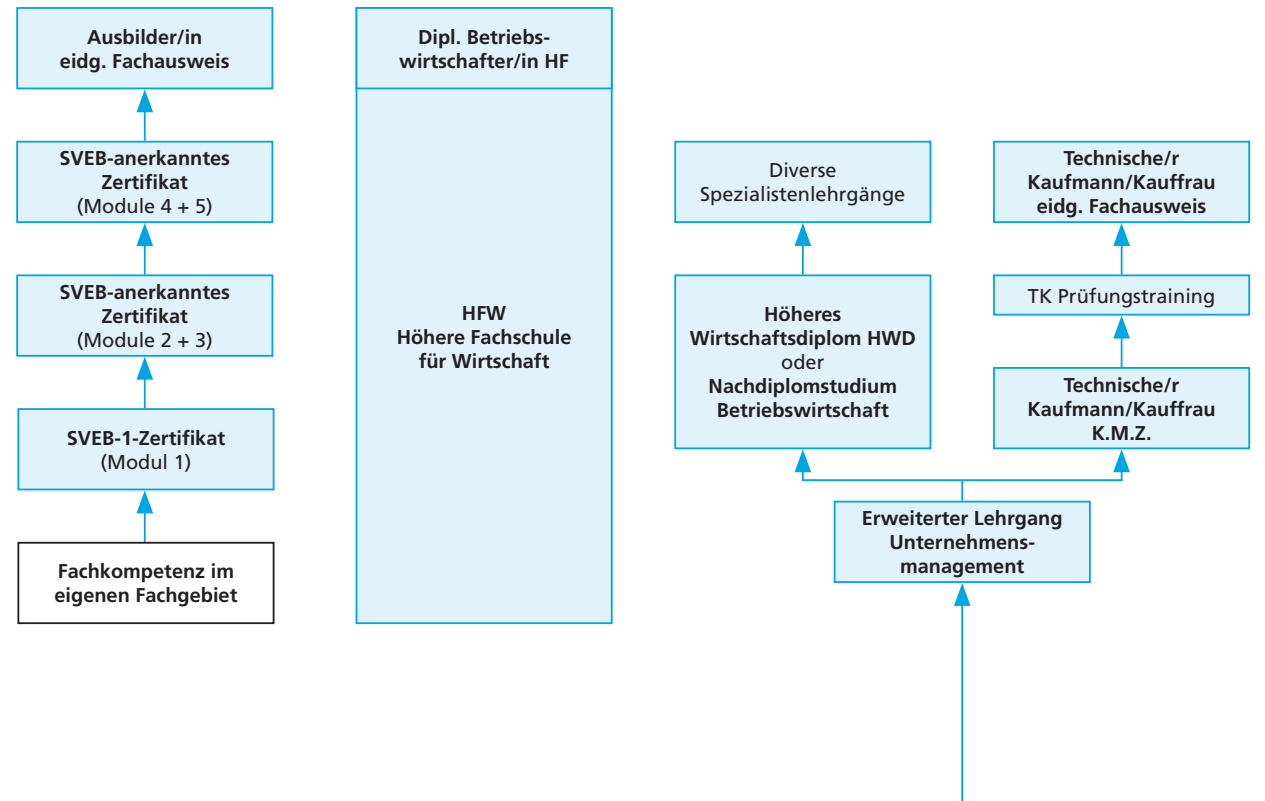 Ausbilder/in
eidg. Fachausweis
SVEB-anerkanntes
Zertifikat
(Module 4 + 5)
SVEB-anerkanntes
Zertifikat
(Module 2 + 3)
SVEB-1-Zertifikat
(Modul 1)
Fachkompetenz im
eigenen Fachgebiet
Dipl. Betriebs-
wirtschafter/in HF
HFW
Höhere Fachschule
für Wirtschaft
Diverse
Spezialistenlehrgänge
Höheres
Wirtschaftsdiplom HWD
oder
Nachdiplomstudium
Betriebswirtschaft
Technische/r
Kaufmann/Kauffrau
eidg. Fachausweis
TK Prüfungstraining
Technische/r
Kaufmann/Kauffrau
K.M.Z.
Erweiterter Lehrgang
Unternehmens-
management